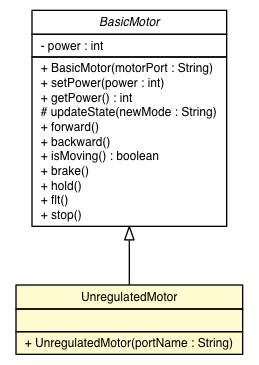 BasicMotor
- power : int
+ BasicMotor(motorPort : String)
+ setPower(power : int)
+ getPower() : int
# updateState(newMode : String)
+ forward()
+ backward()
+ isMoving() : boolean
+ brake()
+ hold()
+ flt()
+ stop()
UnregulatedMotor
+ UnregulatedMotor(portName : String)